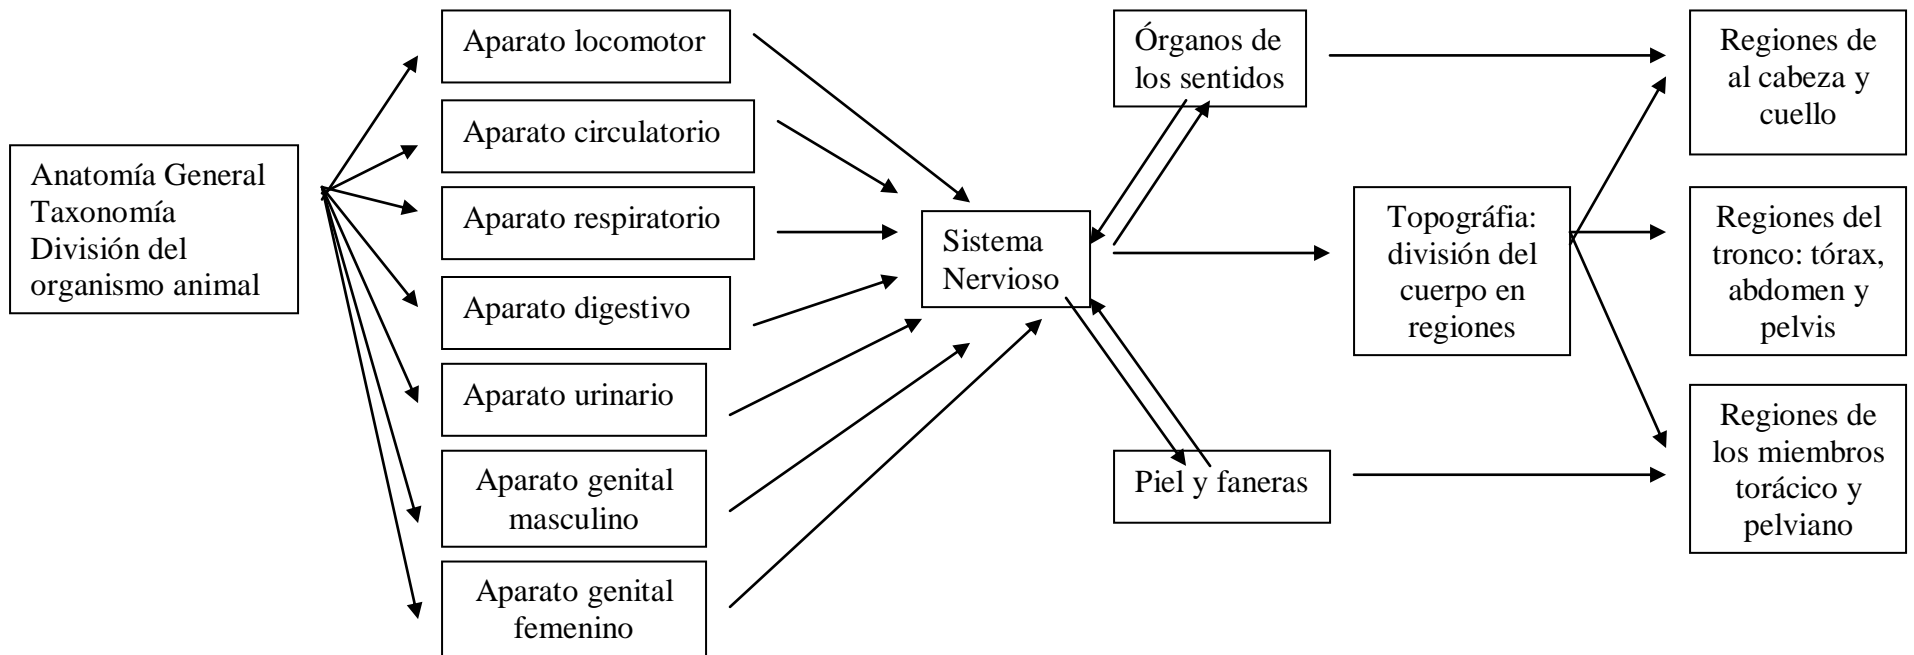 Anatomía General
Taxonomía
División del
organismo animal
Aparato locomotor
Aparato circulatorio
Aparato respiratorio
Aparato digestivo
Aparato urinario
Aparato genital
masculino
Aparato genital
femenino
Sistema
Nervioso
Órganos de
los sentidos
Topográfia:
división del
cuerpo en
regiones
Piel y faneras
Regiones de
al cabeza y
cuello
Regiones del
tronco: tórax,
abdomen y
pelvis
Regiones de
los miembros
torácico y
pelviano